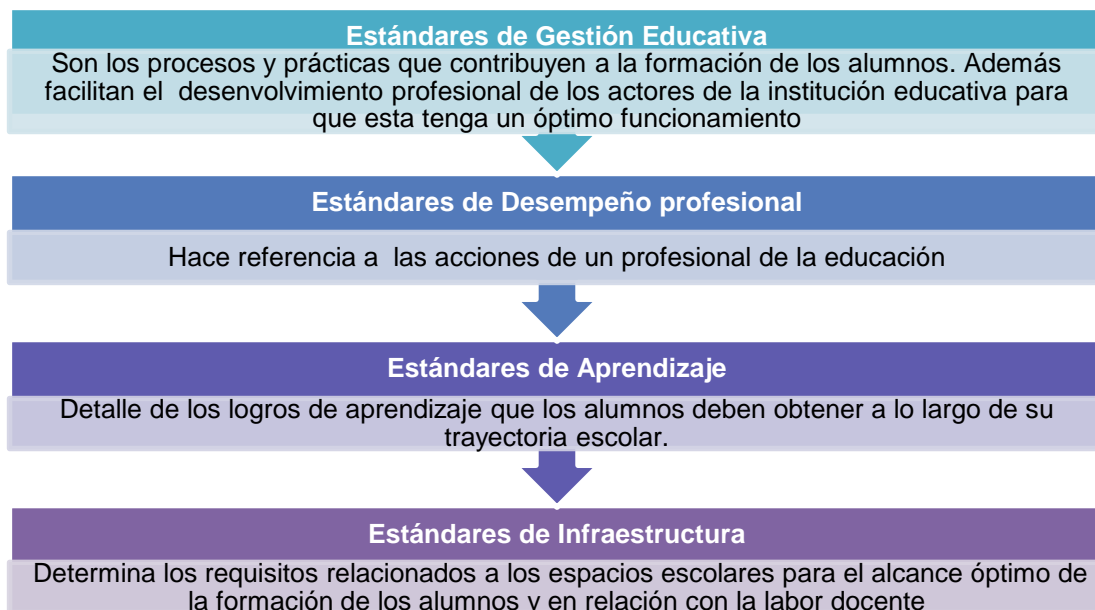 Estándares de Gestión Educativa
Son los procesos y prácticas que contribuyen a la formación de los alumnos. Además
facilitan el desenvolvimiento profesional de los actores de la institución educativa para
que esta tenga un óptimo funcionamiento
Estándares de Desempeño profesional
Hace referencia a las acciones de un profesional de la educación
Estándares de Aprendizaje
Detalle de los logros de aprendizaje que los alumnos deben obtener a lo largo de su
trayectoria escolar.
Estándares de Infraestructura
Determina los requisitos relacionados a los espacios escolares para el alcance óptimo de
la formación de los alumnos y en relación con la labor docente